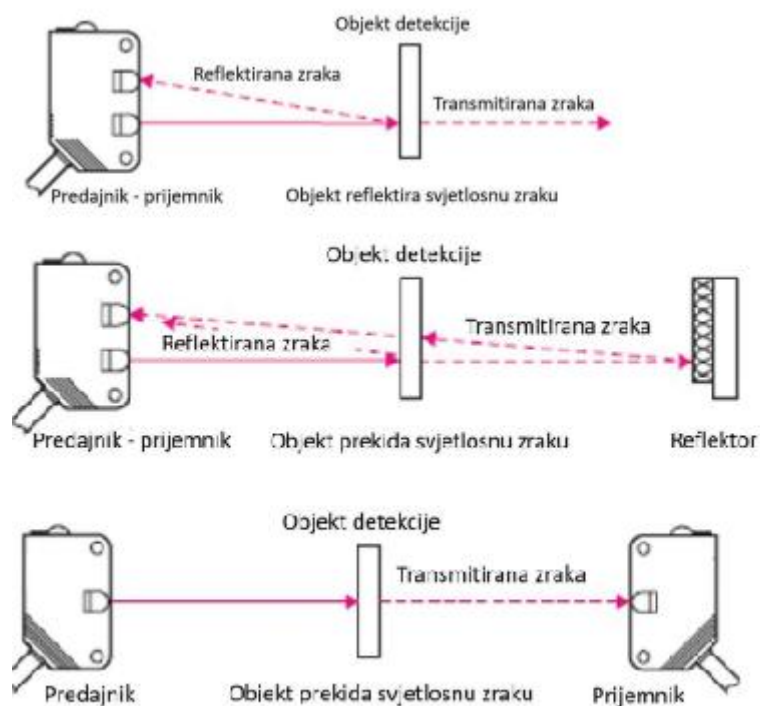 Objekt detekcije
Reflektirana zraka
Transmitirana zraka
Predajnik - prijemnik
Objekt reflektira svjetlosnu zraku
Objekt detekcije
Transmitirana zraka
Reflektirana zraka
Predajnik - prijemnik
Objekt prekida svjetlosnu zraku
Reflektor
Objekt detekcije
Transmitirana zraka
Predajnik
Objekt prekida svjetlosnu zraku
Prijemnik